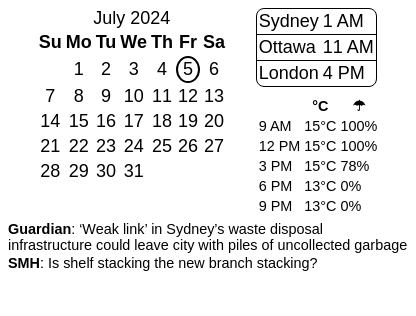 July 2024
Su Mo Tu We Th Fr Sa
1 2 3 4 5 6
7 8 9 10 11 12 13
14 15 16 17 18 19 20
21 22 23 24 25 26 27
28 29 30 31
Sydney 1 AM
Ottawa 11 AM
London 4 PM
°C ☂
9 AM 15°C 100%
12 PM 15°C 100%
3 PM 15°C 78%
6 PM 13°C 0%
9 PM 13°C 0%
Guardian: ‘Weak link’ in Sydney’s waste disposal
infrastructure could leave city with piles of uncollected garbage
SMH: Is shelf stacking the new branch stacking?